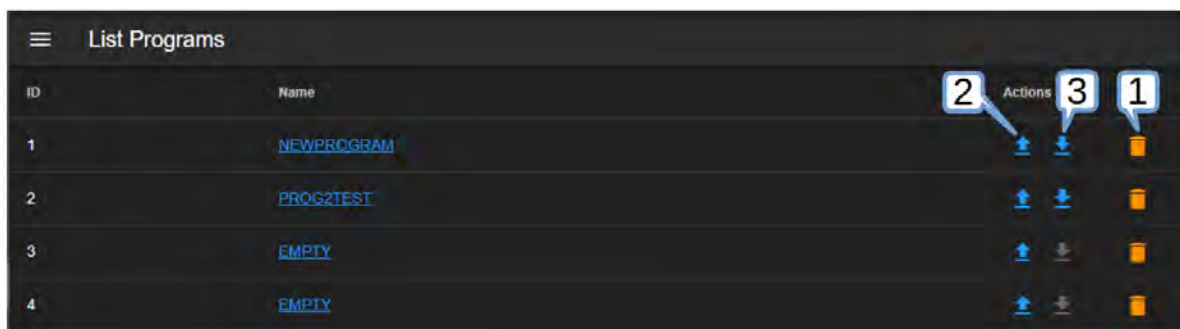 List Programs
ID Name 2 Actions 3 1
1 NEWPROGRAM
2 PROG2TEST
3 EMPTY
4 EMPTY